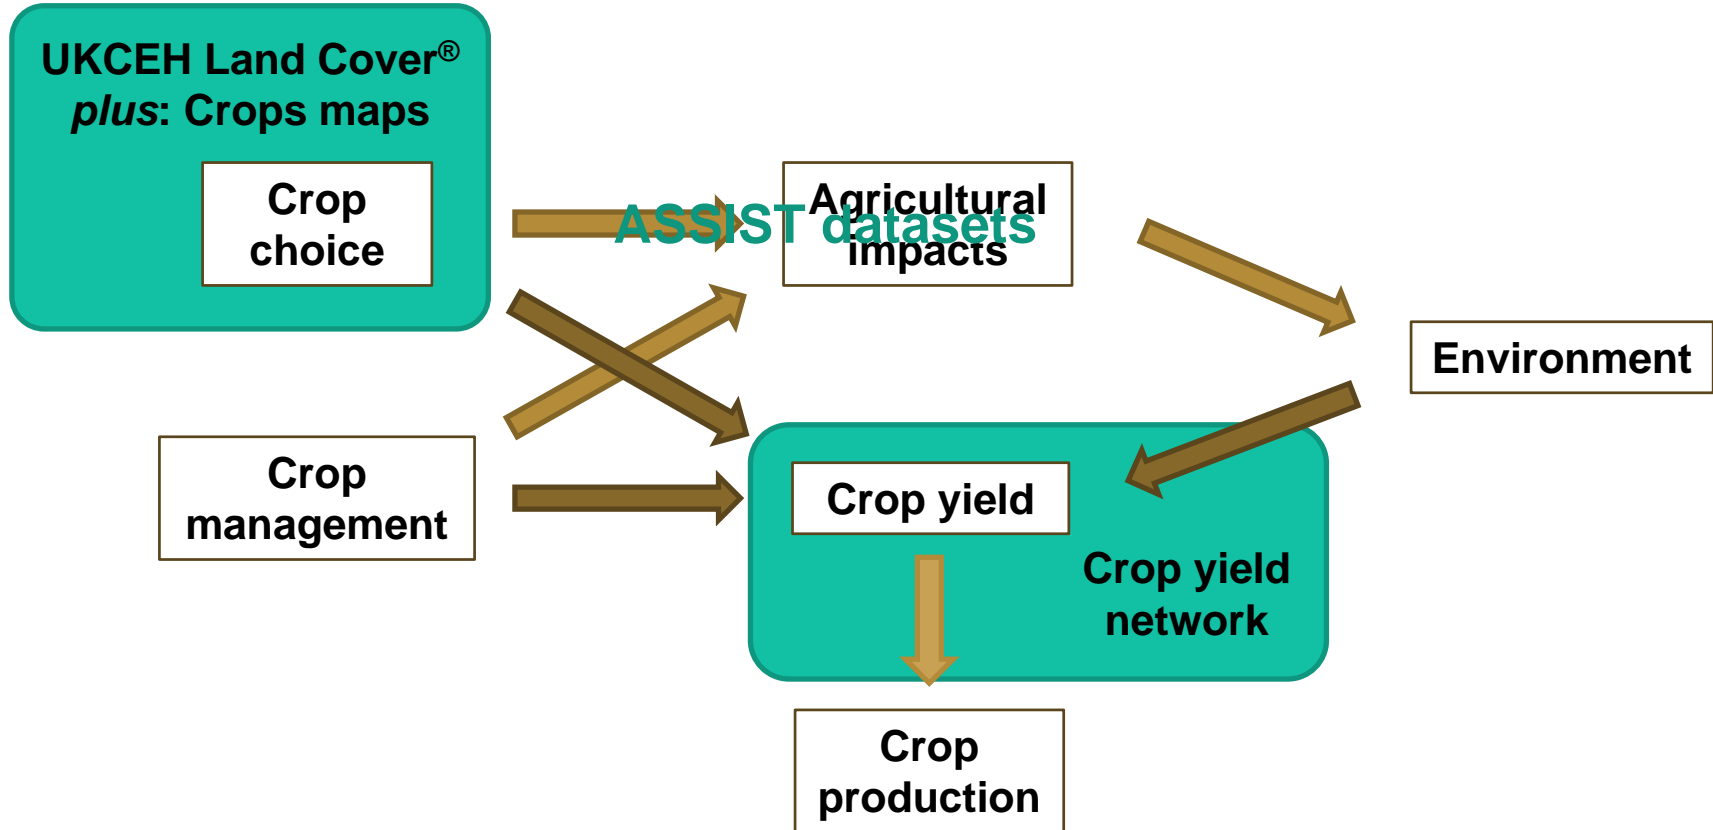 UKCEH Land Cover®
plus: Crops maps
Crop
choice
Agricultural
impacts
ASSIST datasets
Environment
Crop
management
Crop yield
Crop yield
network
Crop
production